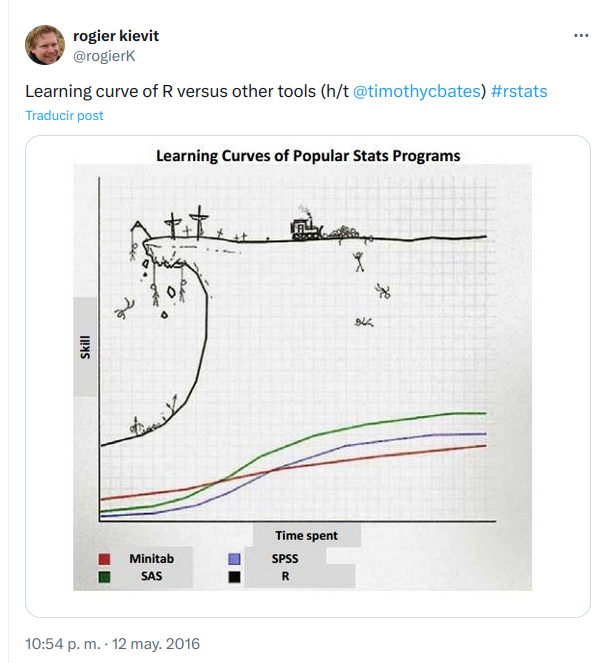 rogier kievit
@rogierK
Learning curve of R versus other tools (h/t @timothycbates) #rstats
Traducir post
Learning Curves of Popular Stats Programs
Skill
Time spent
Minitab
SPSS
SAS
R
10:54 p. m. · 12 may. 2016